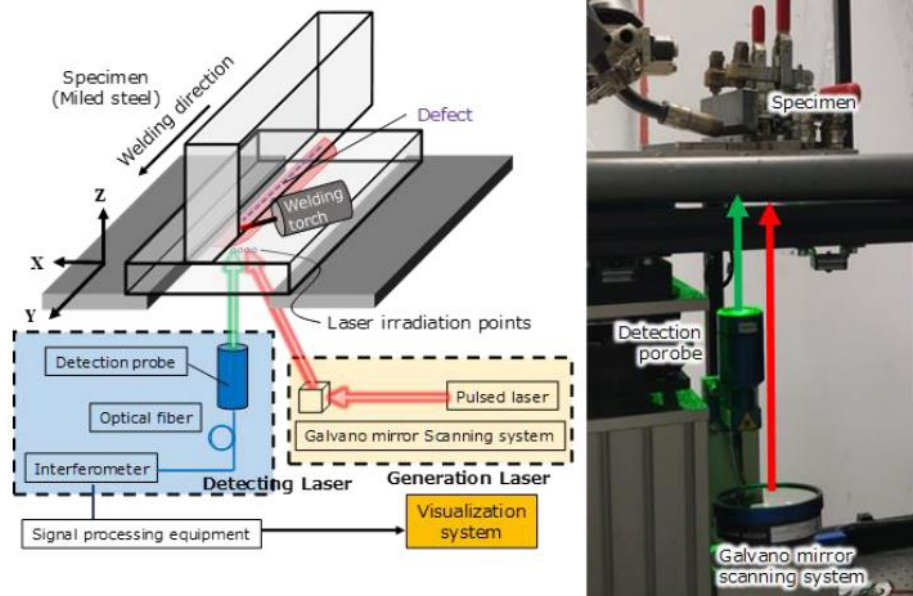 Specimen
(Miled steel)
Welding direction
Defect
Welding
torch
Z
X
Y
Laser irradiation points
Detection probe
Optical fiber
Interferometer
Detecting Laser
Pulsed laser
Galvano mirror Scanning system
Generation Laser
Signal processing equipment
Visualization
system
Specimen
Detection
porobe
Galvano mirror
scanning system